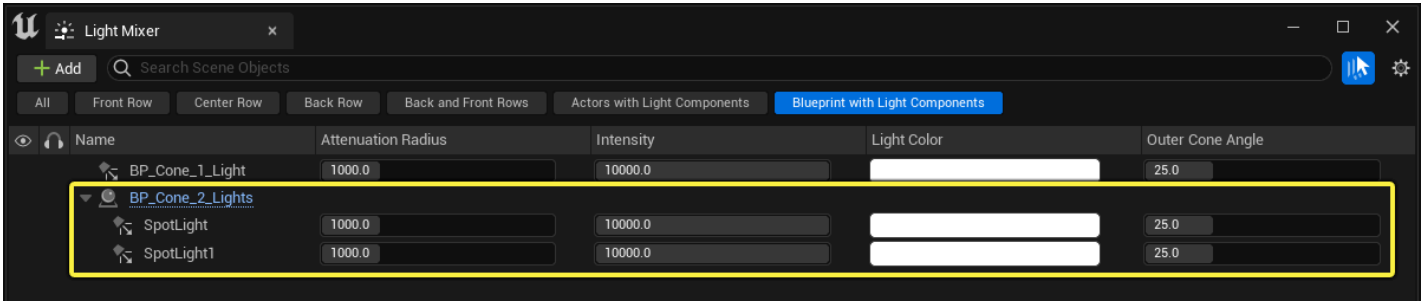 Light Mixer
Add Search Scene Objects
All Front Row Center Row Back Row Back and Front Rows Actors with Light Components Blueprint with Light Components
Name Attenuation Radius Intensity Light Color Outer Cone Angle
BP_Cone_1_Light 1000.0 10000.0 25.0
BP_Cone_2_Lights
SpotLight 1000.0 10000.0 25.0
SpotLight1 1000.0 10000.0 25.0